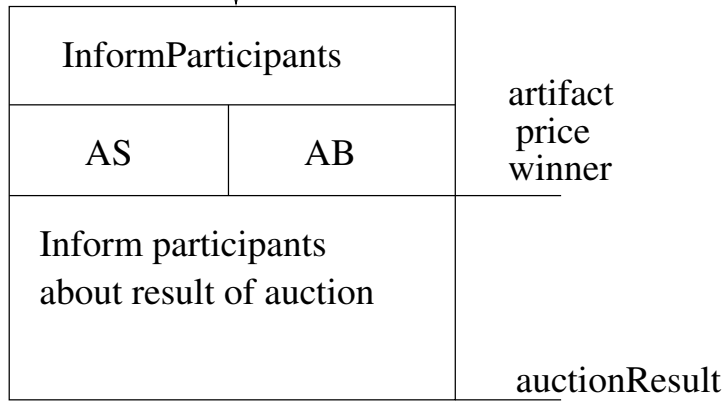 InformParticipants
artifact
price
winner
AS AB
Inform participants
about result of auction
auctionResult